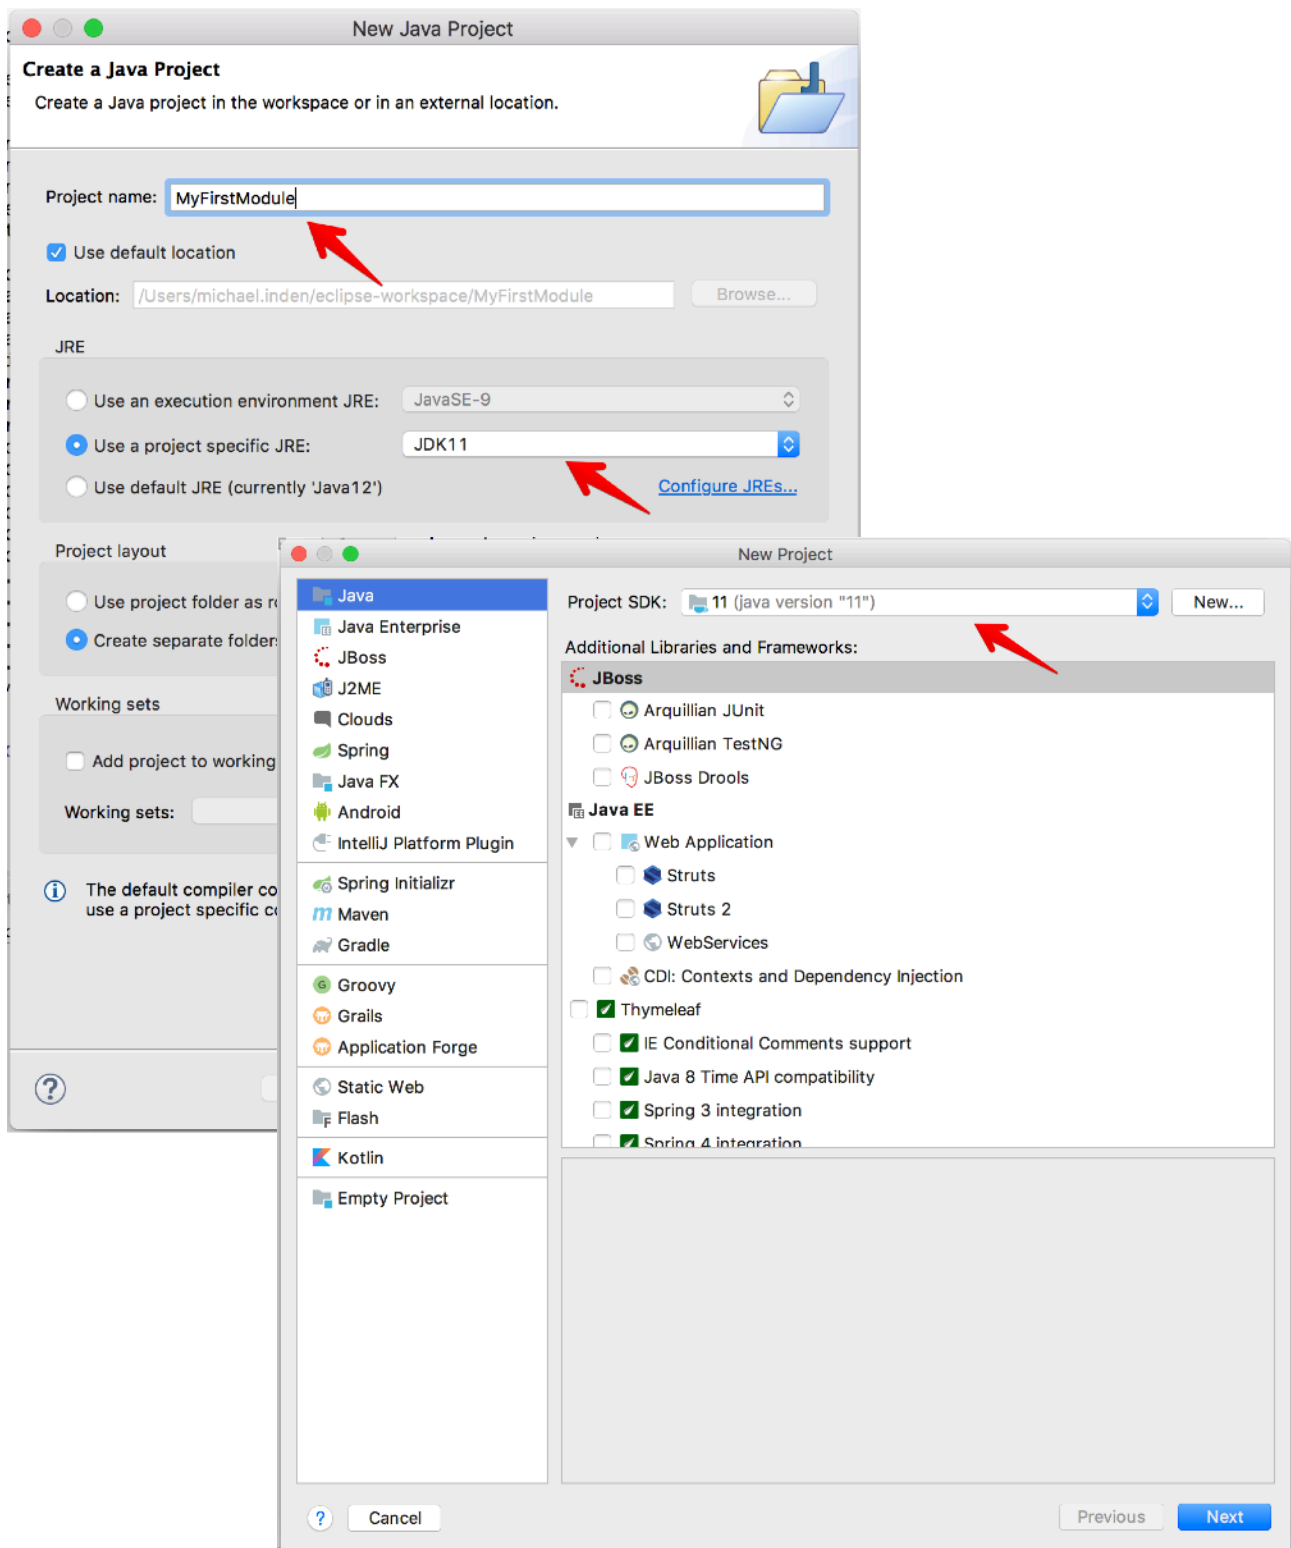 New Java Project
Create a Java Project
Create a Java project in the workspace or in an external location.
Project name: MyFirstModule
Use default location
Location: /Users/michael.inden/eclipse-workspace/MyFirstModule Browse...
JRE
Use an execution environment JRE: JavaSE-9
Use a project specific JRE: JDK11
Use default JRE (currently 'Java12') Configure JREs...
Project layout
Use project folder as
Create separate folders
Working sets
Add project to working
Working sets:
The default compiler
use a project specific
New Project
Java
Java Enterprise
JBoss
J2ME
Clouds
Spring
Java FX
Android
IntelliJ Platform Plugin
Spring Initializr
Maven
Gradle
Groovy
Grails
Application Forge
Static Web
Flash
Kotlin
Empty Project
Project SDK: 11 (java version "11") New...
Additional Libraries and Frameworks:
JBoss
Arquillian JUnit
Arquillian TestNG
JBoss Drools
Java EE
Web Application
Struts
Struts 2
WebServices
CDI: Contexts and Dependency Injection
Thymeleaf
IE Conditional Comments support
Java 8 Time API compatibility
Spring 3 integration
Spring 4 integration
? Cancel Previous Next